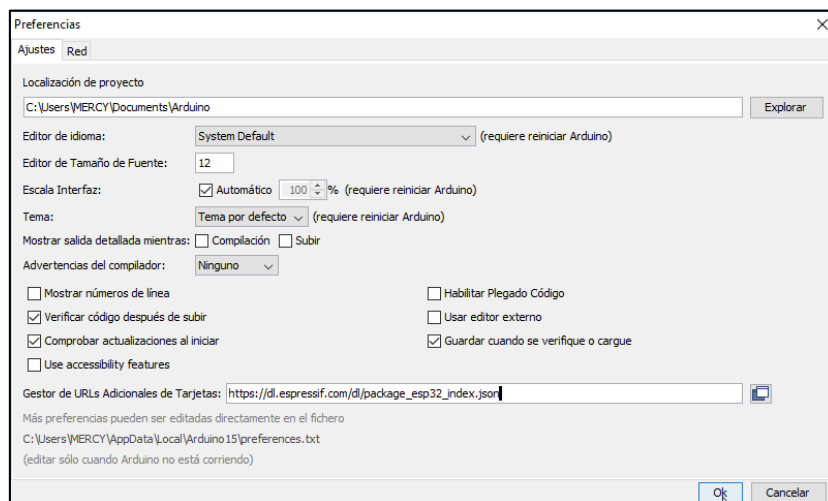 Preferencias
Ajustes Red
Localización de proyecto
C:\Users\MERCY\Documents\Arduino Explorar
Editor de idioma: System Default (requiere reiniciar Arduino)
Editor de Tamaño de Fuente: 12
Escala Interfaz: Automático 100 % (requiere reiniciar Arduino)
Tema: Tema por defecto (requiere reiniciar Arduino)
Mostrar salida detallada mientras: Compilación Subir
Advertencias del compilador: Ninguno
Mostrar números de línea Habilitar Plegado Código
Verificar código después de subir Usar editor externo
Comprobar actualizaciones al iniciar Guardar cuando se verifique o cargue
Use accessibility features
Gestor de URLs Adicionales de Tarjetas: https://dl.espressif.com/dl/package_esp32_index.json
Más preferencias pueden ser editadas directamente en el fichero
C:\Users\MERCY\AppData\Local\Arduino15\preferences.txt
(editar sólo cuando Arduino no está corriendo)
Ok Cancelar